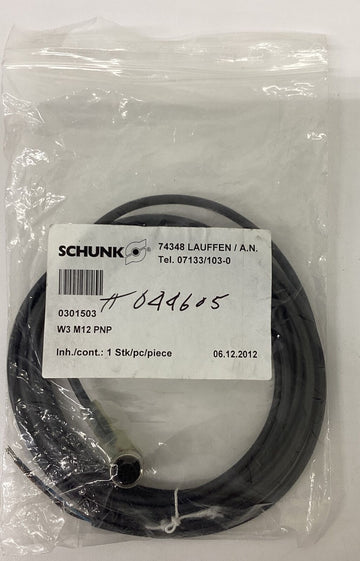 SCHUNK
74348 LAUFFEN / A.N.
Tel. 07133/103-0
# 044605
0301503
W3 M12 PNP
Inh./cont.: 1 Stk/pc/piece 06.12.2012